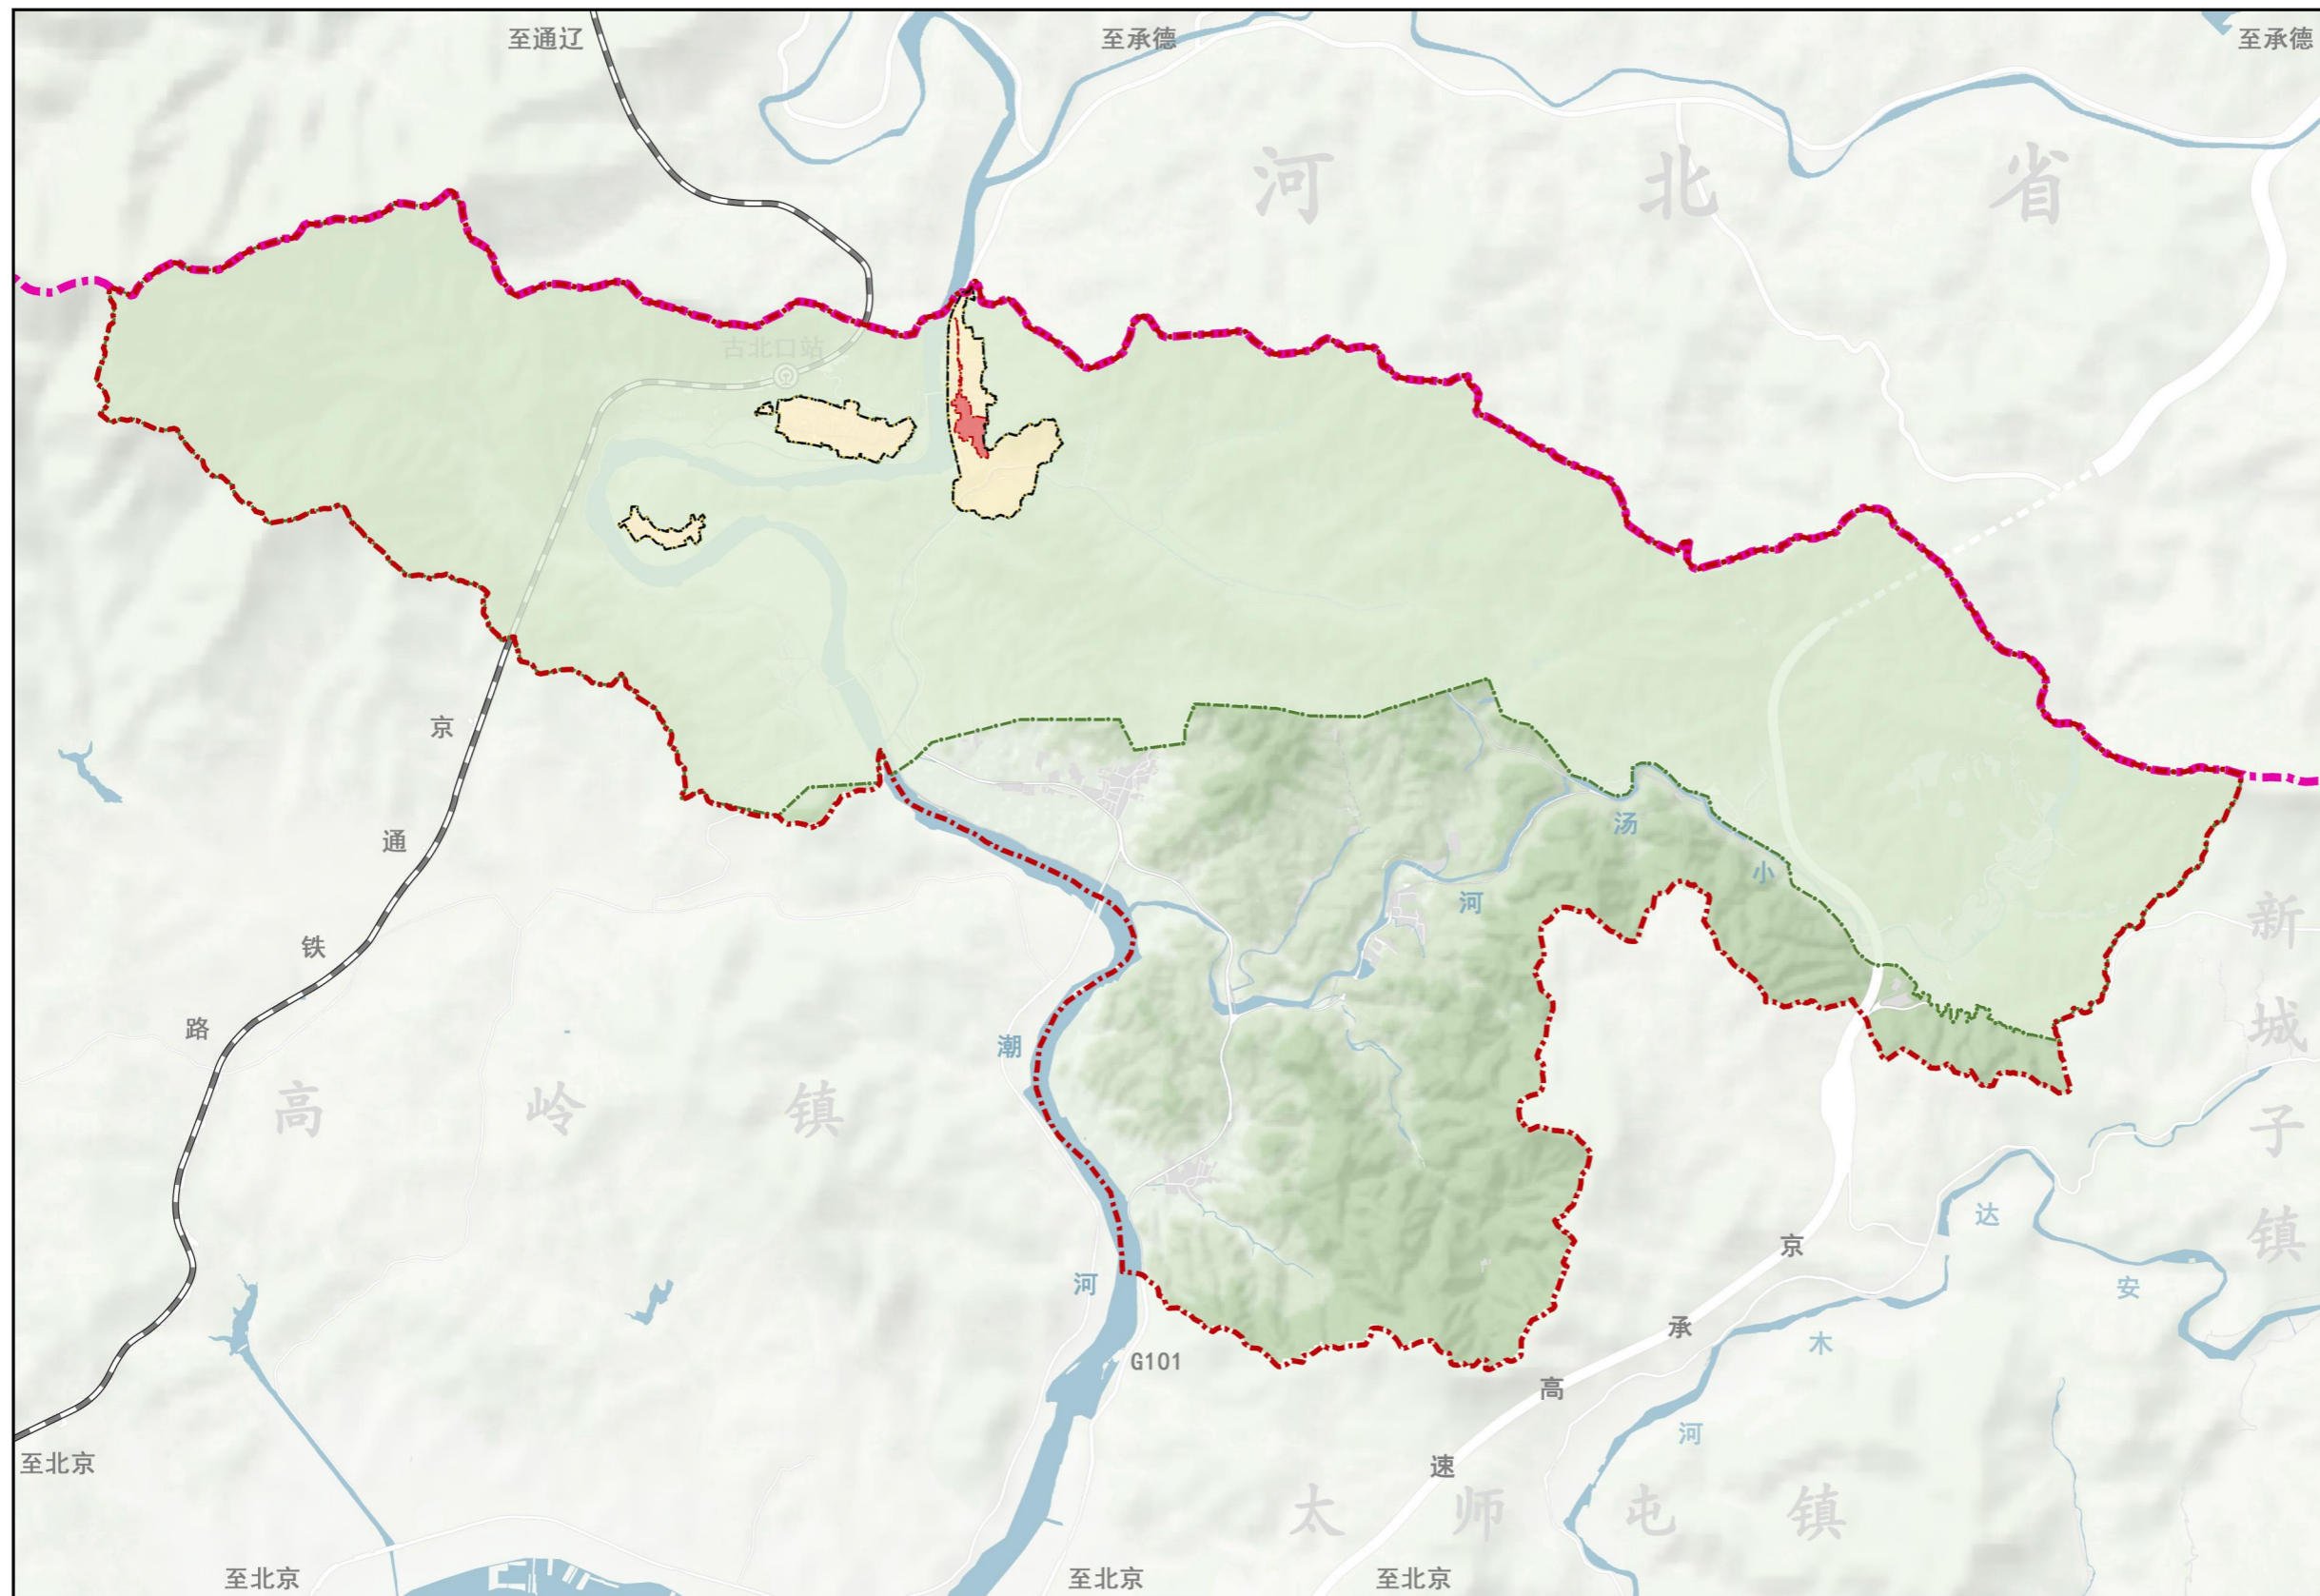 至通辽
至承德
至承德
河北省
古北口站
京通铁路
汤
小
河
新城子镇
潮河
高岭镇
G101
京承高速
安达木河
太师屯镇
至北京
至北京
至北京
至北京